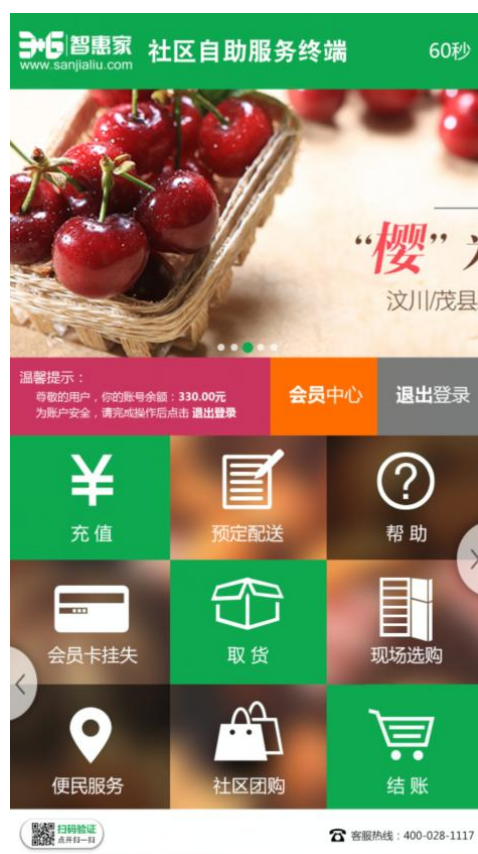 3+6 智惠家
www.sanjialiu.com
社区自助服务终端
60秒
“樱”
汶川/茂县
温馨提示：
尊敬的用户，你的账号余额：330.00元
为账户安全，请完成操作后点击 退出登录
会员中心
退出登录
充值
预定配送
帮助
会员卡挂失
取货
现场选购
便民服务
社区团购
结账
扫码验证
点开扫一扫
客服热线：400-028-1117